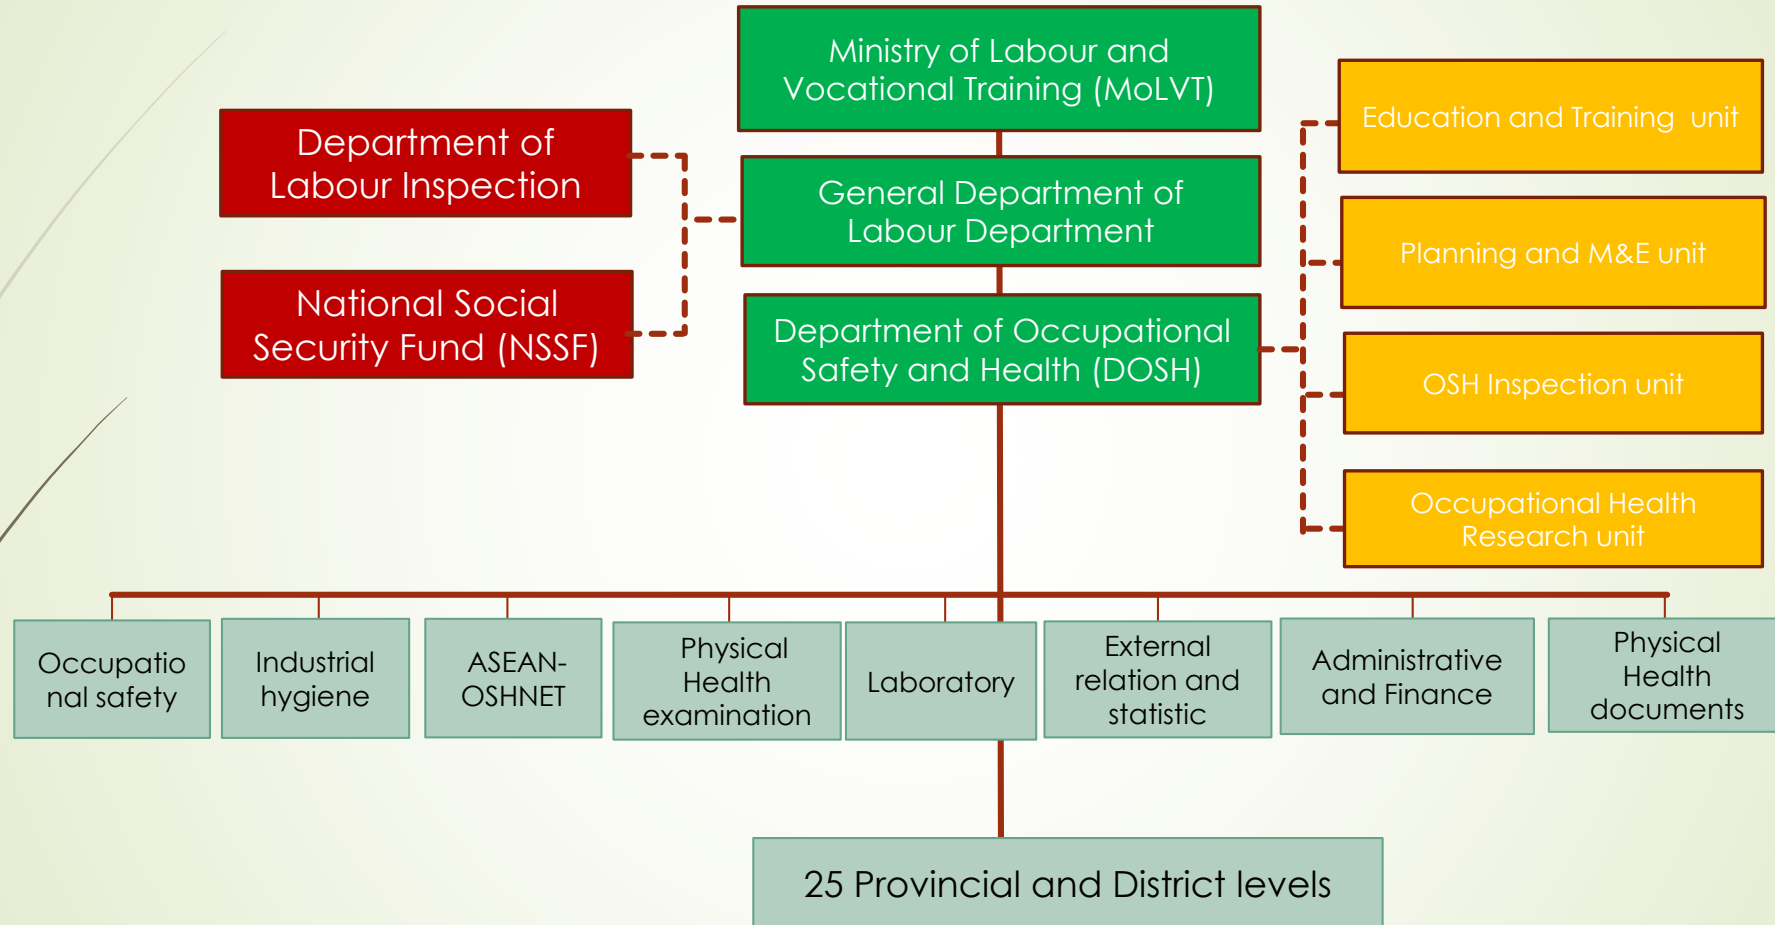 Ministry of Labour and
Vocational Training (MoLVT)
Department of
Labour Inspection
General Department of
Labour Department
National Social
Security Fund (NSSF)
Department of Occupational
Safety and Health (DOSH)
Education and Training  unit
Planning and M&E unit
OSH Inspection unit
Occupational Health
Research unit
Occupatio
nal safety
Industrial
hygiene
ASEAN-
OSHNET
Physical
Health
examination
Laboratory
External
relation and
statistic
Administrative
and Finance
Physical
Health
documents
25 Provincial and District levels